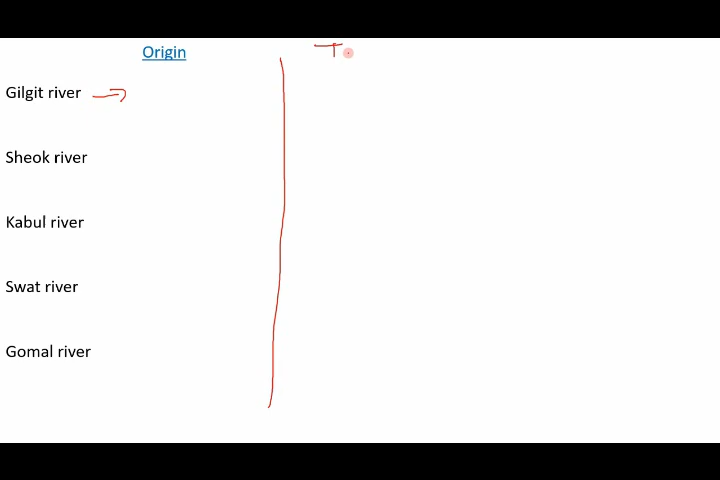 Origin
T
Gilgit river
Sheok river
Kabul river
Swat river
Gomal river